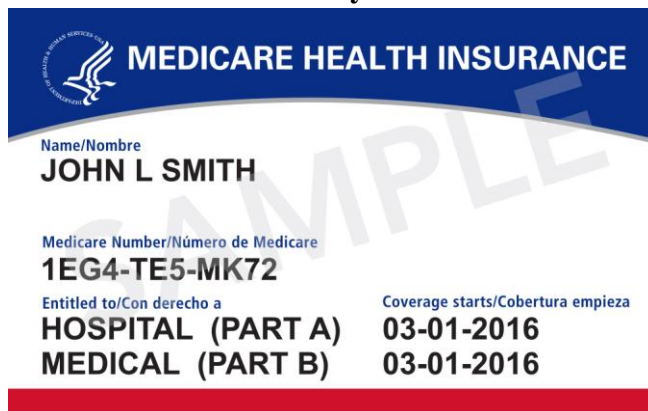 MEDICARE HEALTH INSURANCE
Name/Nombre
JOHN L SMITH
Medicare Number/Número de Medicare
1EG4-TE5-MK72
Entitled to/Con derecho a
Coverage starts/Cobertura empieza
HOSPITAL (PART A) 03-01-2016
MEDICAL (PART B) 03-01-2016
SAMPLE